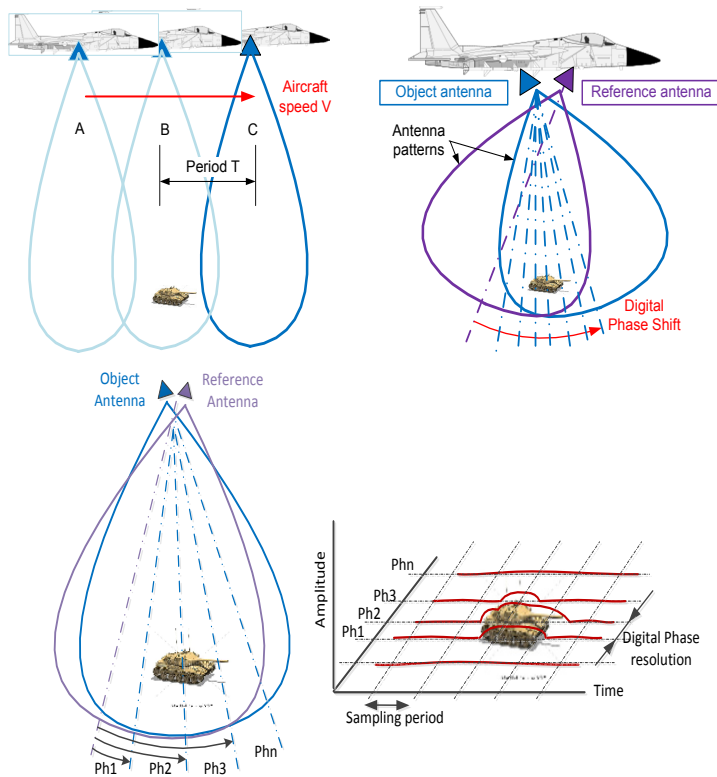 Aircraft
speed V
A
B
C
Period T
Object antenna
Reference antenna
Antenna
patterns
Digital
Phase Shift
Object
Antenna
Reference
Antenna
Ph1
Ph2
Ph3
Phn
Amplitude
Phn
Ph3
Ph2
Ph1
Digital Phase
resolution
Time
Sampling period